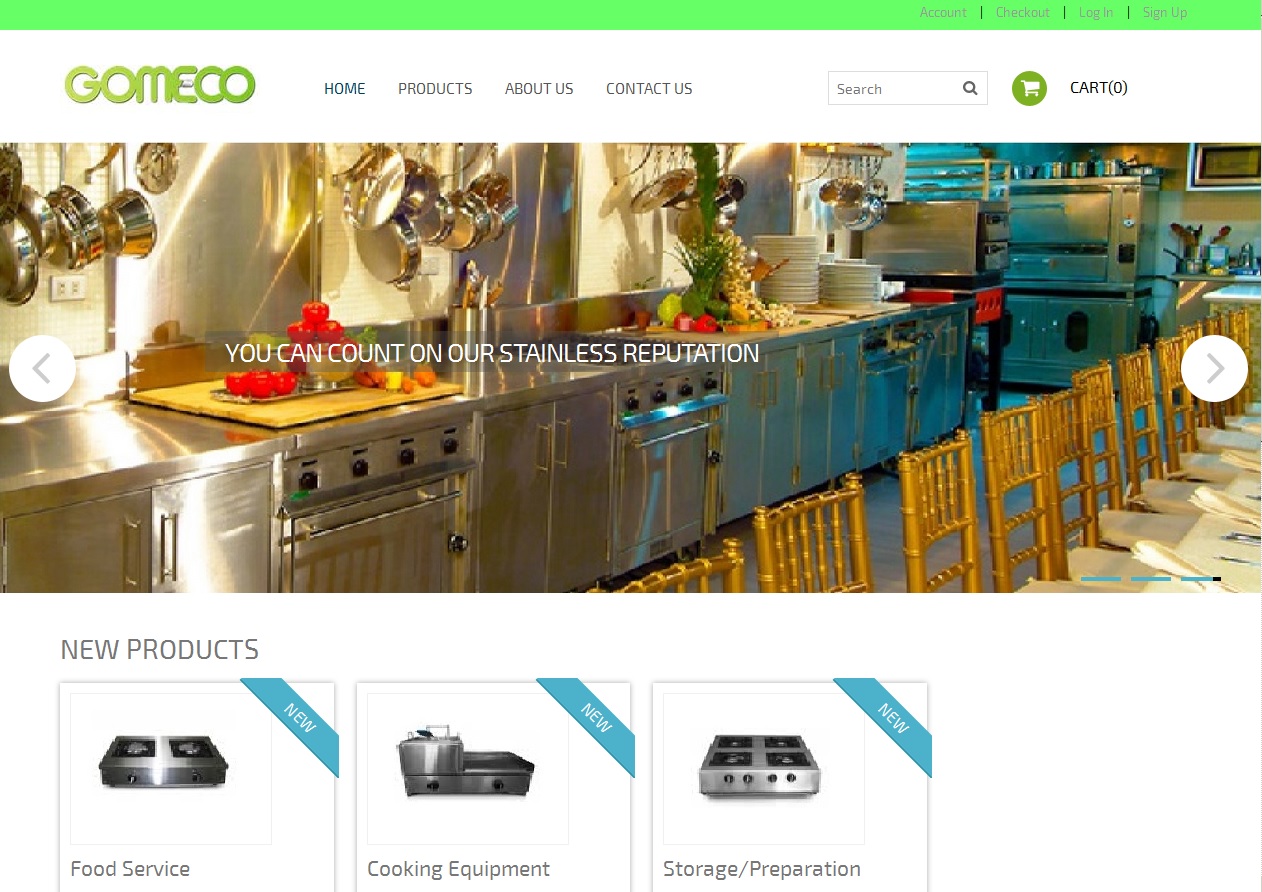 Account | Checkout | Log In | Sign Up
GOMECO
HOME PRODUCTS ABOUT US CONTACT US
Search
CART(0)
YOU CAN COUNT ON OUR STAINLESS REPUTATION
NEW PRODUCTS
NEW
NEW
NEW
Food Service
Cooking Equipment
Storage/Preparation